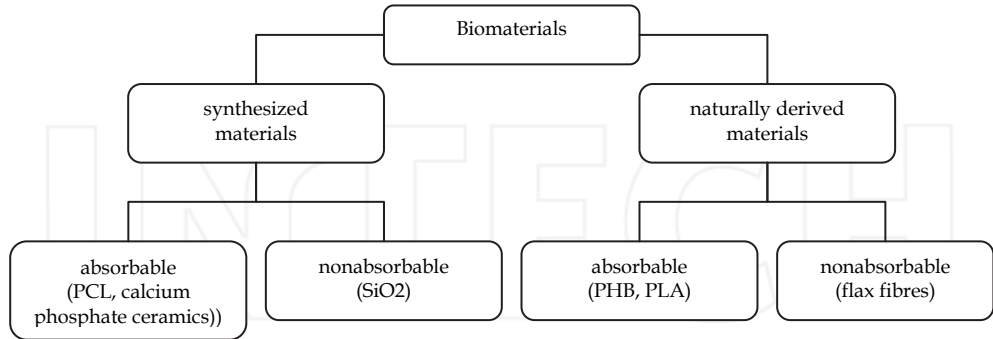 Biomaterials
synthesized
materials
naturally derived
materials
absorbable
(PCL, calcium
phosphate ceramics))
nonabsorbable
(SiO2)
absorbable
(PHB, PLA)
nonabsorbable
(flax fibres)
INTECH